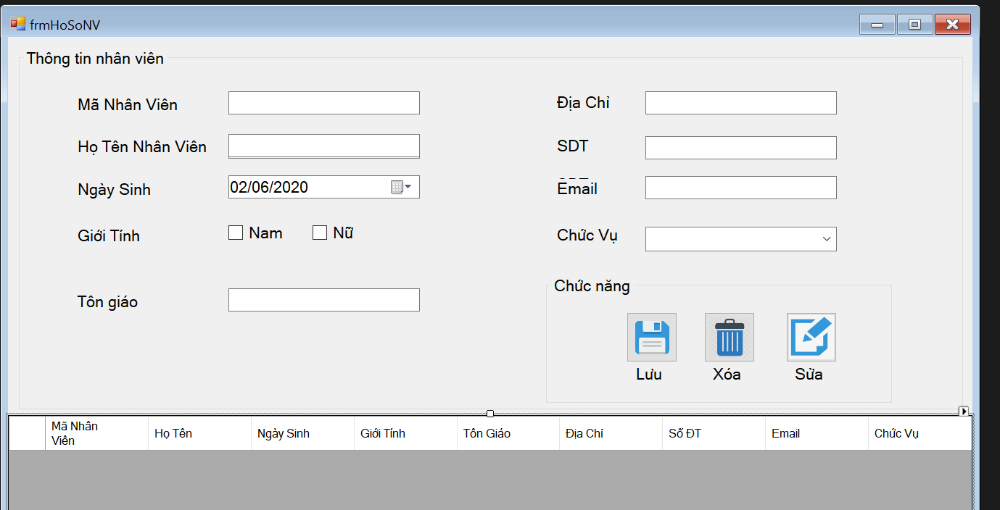 frmHoSoNV
Thông tin nhân viên
Mã Nhân Viên
Họ Tên Nhân Viên
Ngày Sinh
02/06/2020
Giới Tính
Nam
Nữ
Tôn giáo
Địa Chỉ
SDT
Email
Chức Vụ
Chức năng
Lưu
Xóa
Sửa
Mã Nhân
Viên
Họ Tên
Ngày Sinh
Giới Tính
Tôn Giáo
Địa Chỉ
Số ĐT
Email
Chức Vụ